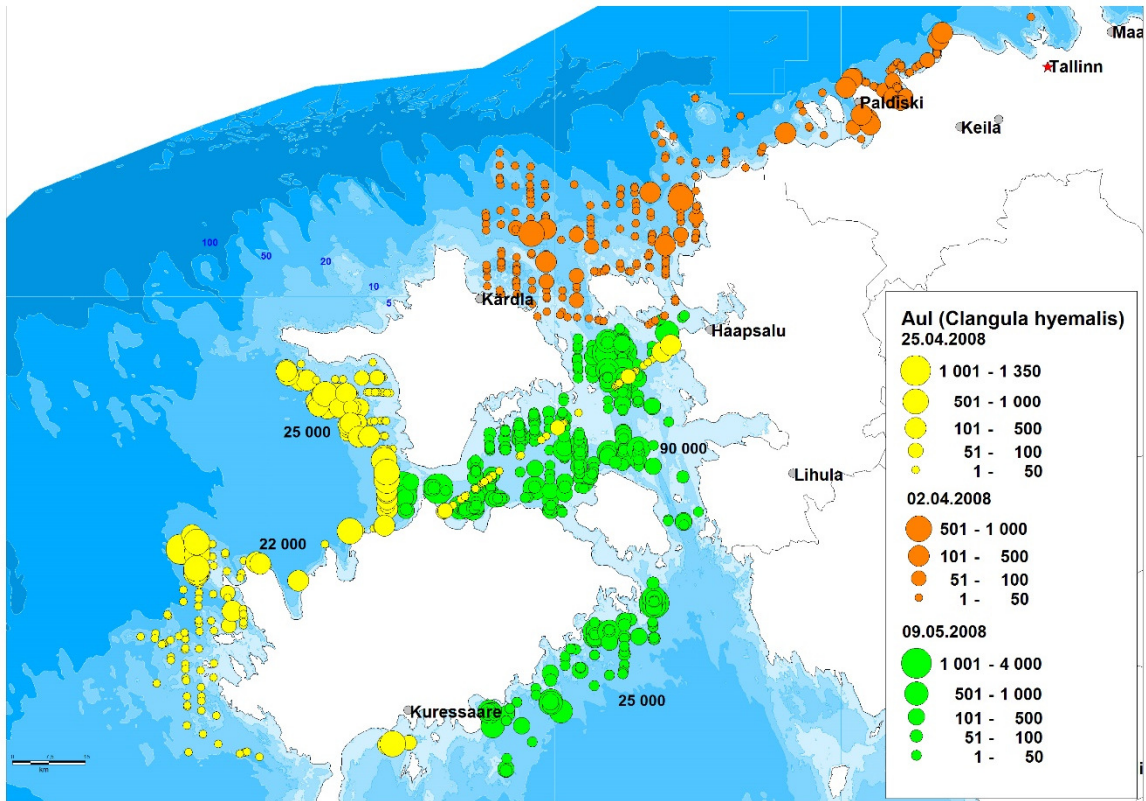 Maa
Tallinn
Paldiski
Keila
100
50
20
10
5
Kärdla
Haapsalu
25 000
90 000
Lihula
22 000
25 000
Kuressaare
km
Aul (Clangula hyemalis)
25.04.2008
1 001 - 1 350
501 - 1 000
101 - 500
51 - 100
1 - 50
02.04.2008
501 - 1 000
101 - 500
51 - 100
1 - 50
09.05.2008
1 001 - 4 000
501 - 1 000
101 - 500
51 - 100
1 - 50